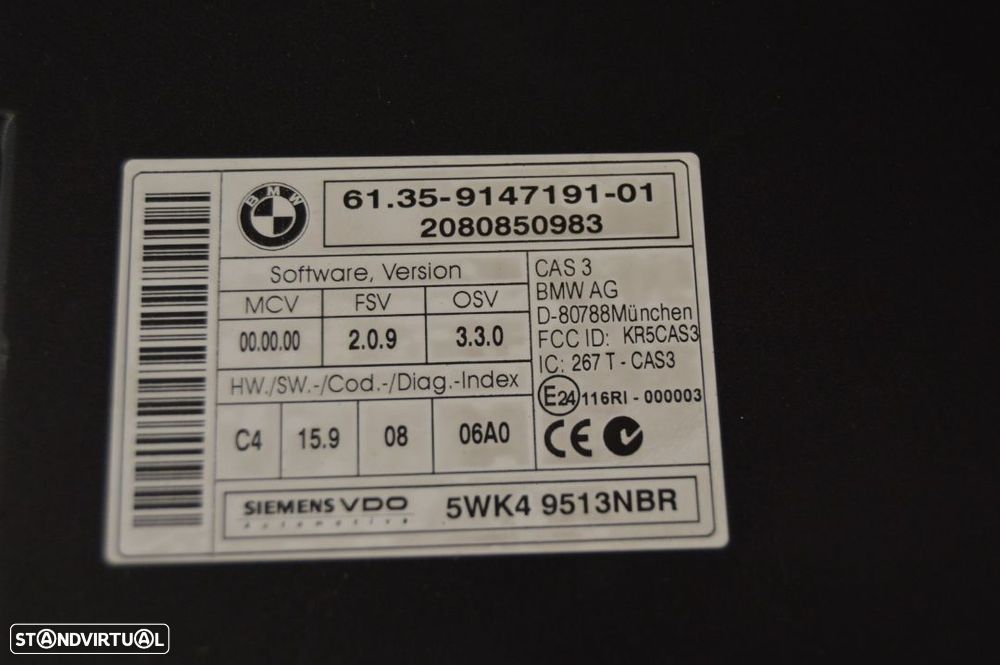 BMW
61.35-9147191-01
2080850983
Software, Version
MCV FSV OSV
00.00.00 2.0.9 3.3.0
HW./SW.-/Cod.-/Diag.-Index
C4 15.9 08 06A0
CAS 3
BMW AG
D-80788München
FCC ID: KR5CAS3
IC: 267 T - CAS3
E24 116RI - 000003
CE
SIEMENS VDO
Automotive
5WK4 9513NBR
STANDVIRTUAL